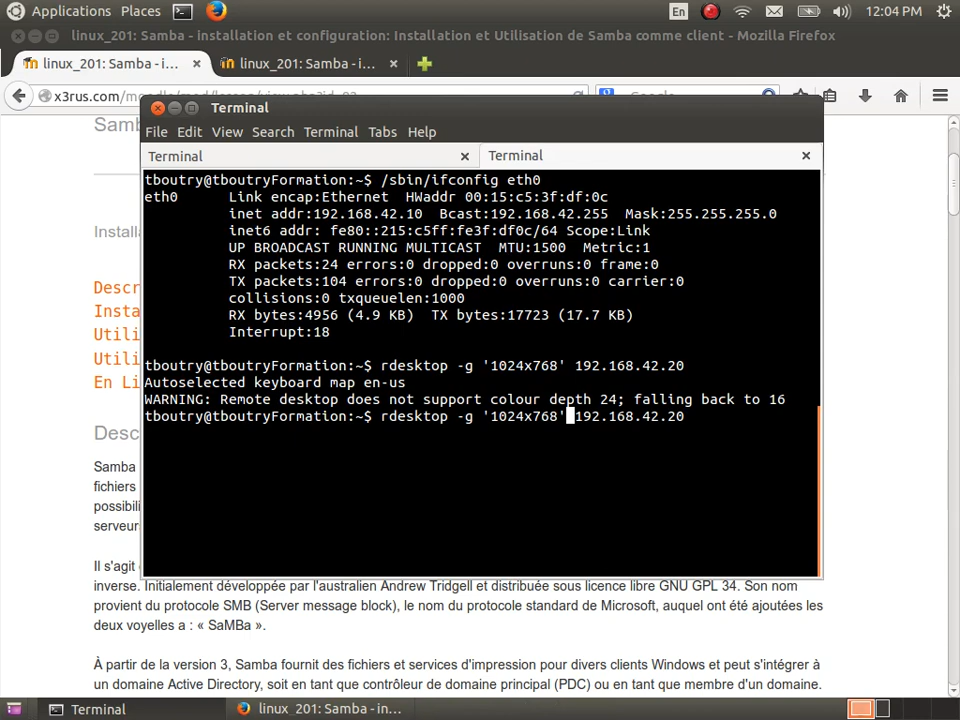 Applications Places En 12:04 PM
linux_201: Samba - installation et configuration: Installation et Utilisation de Samba comme client - Mozilla Firefox
linux_201: Samba - i... linux_201: Samba - i...
Terminal
File Edit View Search Terminal Tabs Help
Terminal Terminal
tboutry@tboutryFormation:~$ /sbin/ifconfig eth0
eth0 Link encap:Ethernet HWaddr 00:15:c5:3f:df:0c
inet addr:192.168.42.10 Bcast:192.168.42.255 Mask:255.255.255.0
inet6 addr: fe80::215:c5ff:fe3f:df0c/64 Scope:Link
UP BROADCAST RUNNING MULTICAST MTU:1500 Metric:1
RX packets:24 errors:0 dropped:0 overruns:0 frame:0
TX packets:104 errors:0 dropped:0 overruns:0 carrier:0
collisions:0 txqueuelen:1000
RX bytes:4956 (4.9 KB) TX bytes:17723 (17.7 KB)
Interrupt:18
tboutry@tboutryFormation:~$ rdesktop -g '1024x768' 192.168.42.20
Autoselected keyboard map en-us
WARNING: Remote desktop does not support colour depth 24; falling back to 16
tboutry@tboutryFormation:~$ rdesktop -g '1024x768' 192.168.42.20
Samba
fichiers
possibili
serveurs
Il s'agit
inverse. Initialement développée par l'australien Andrew Tridgell et distribuée sous licence libre GNU GPL 34. Son nom
provient du protocole SMB (Server message block), le nom du protocole standard de Microsoft, auquel ont été ajoutées les
deux voyelles a : « SaMBa ».
À partir de la version 3, Samba fournit des fichiers et services d'impression pour divers clients Windows et peut s'intégrer à
un domaine Active Directory, soit en tant que contrôleur de domaine principal (PDC) ou en tant que membre d'un domaine.
Terminal linux_201: Samba - in...